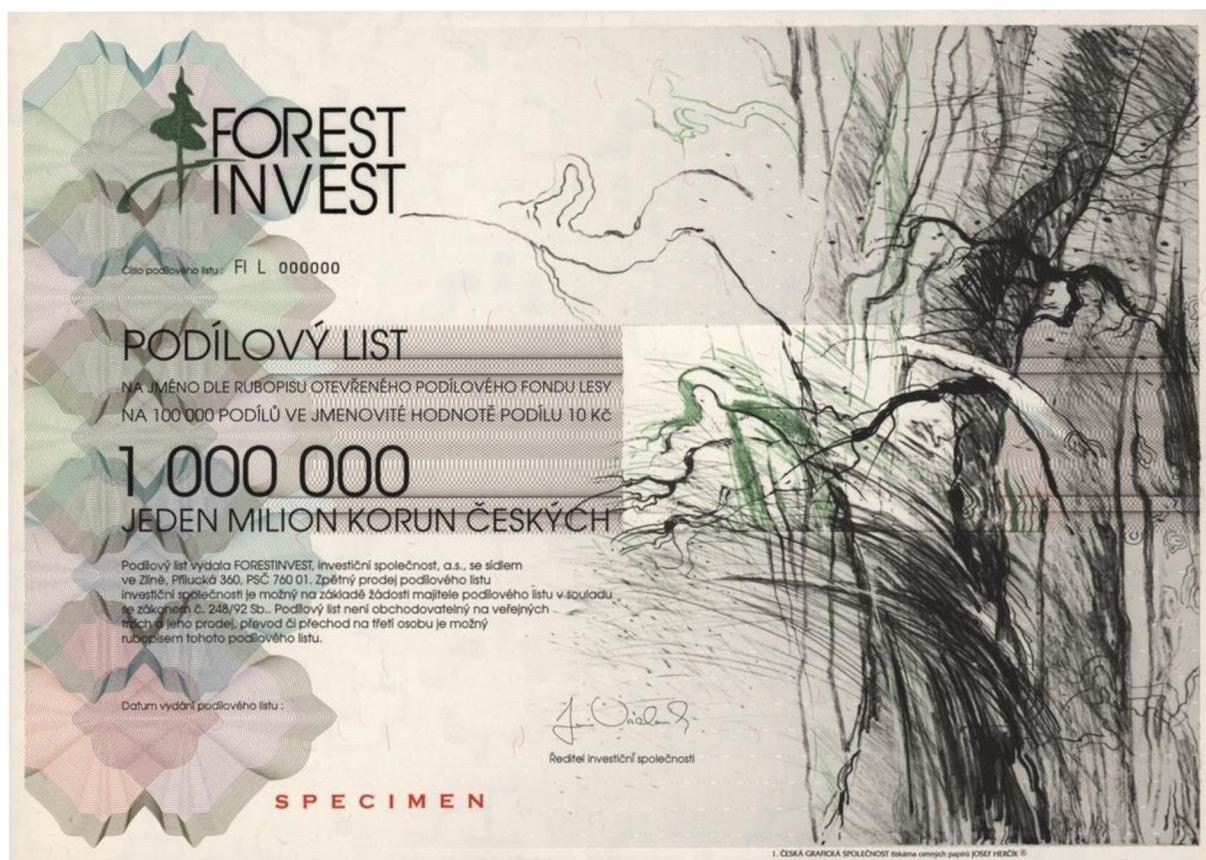 FOREST
INVEST
Číslo podílového listu : FI L 000000
PODÍLOVÝ LIST
NA JMÉNO DLE RUBOPISU OTEVŘENÉHO PODÍLOVÉHO FONDU LESY
NA 100 000 PODÍLŮ VE JMENOVITÉ HODNOTĚ PODÍLU 10 Kč
1 000 000
JEDEN MILION KORUN ČESKÝCH
Podílový list vydala FORESTINVEST, investiční společnost, a.s., se sídlem
ve Zlíně, Přílucká 360, PSČ 760 01. Zpětný prodej podílového listu
investiční společnosti je možný na základě žádosti majitele podílového listu v souladu
se zákonem č. 248/92 Sb.. Podílový list není obchodovatelný na veřejných
trzích a jeho prodej, převod či přechod na třetí osobu je možný
rubopisem tohoto podílového listu.
Datum vydání podílového listu :
Ředitel investiční společnosti
SPECIMEN
1. ČESKÁ GRAFICKÁ SPOLEČNOST tiskárna cenných papírů JOSEF HERČÍK ®